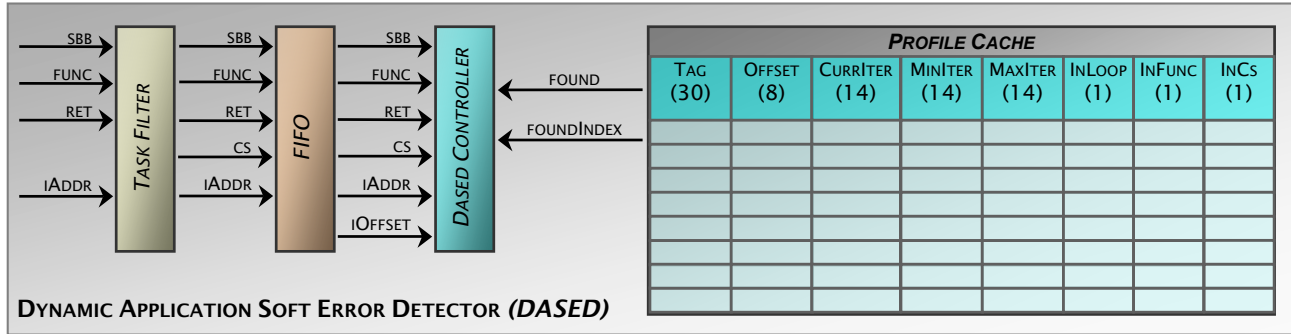 SBB
FUNC
RET
IADDR
TASK FILTER
SBB
FUNC
RET
CS
IADDR
FIFO
SBB
FUNC
RET
CS
IADDR
IOFFSET
DASED CONTROLLER
FOUND
FOUNDINDEX
PROFILE CACHE
TAG (30)
OFFSET (8)
CURRITER (14)
MINITER (14)
MAXITER (14)
INLOOP (1)
INFUNC (1)
INCS (1)
DYNAMIC APPLICATION SOFT ERROR DETECTOR (DASED)